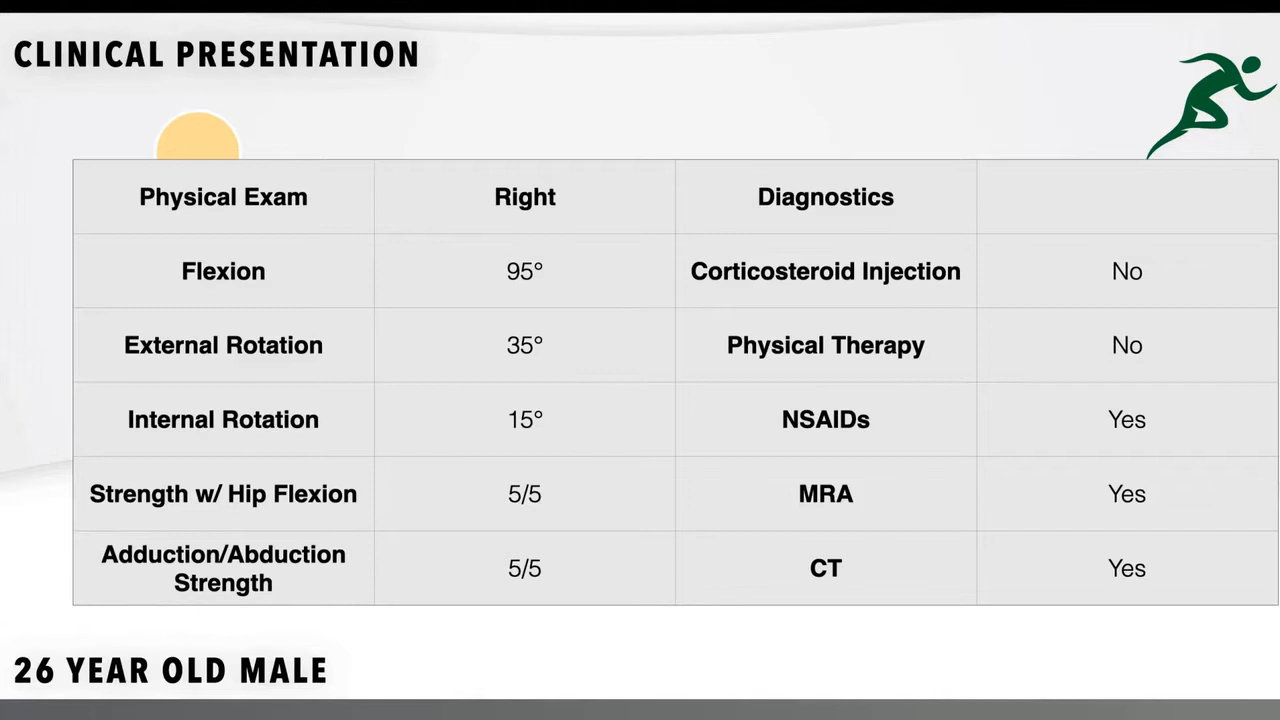 CLINICAL PRESENTATION
Physical Exam Right Diagnostics
Flexion 95° Corticosteroid Injection No
External Rotation 35° Physical Therapy No
Internal Rotation 15° NSAIDs Yes
Strength w/ Hip Flexion 5/5 MRA Yes
Adduction/Abduction
Strength 5/5 CT Yes
26 YEAR OLD MALE